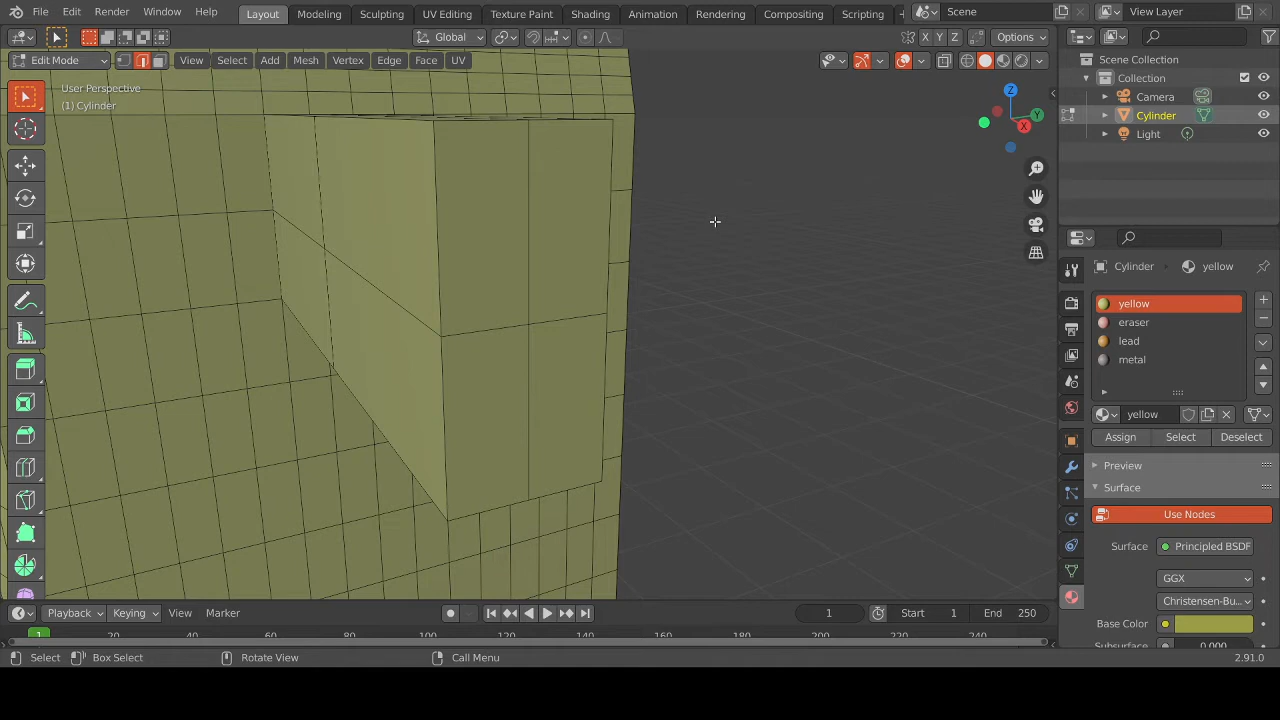 File Edit Render Window Help Layout Modeling Sculpting UV Editing Texture Paint Shading Animation Rendering Compositing Scripting Scene View Layer
Global X Y Z Options
Edit Mode View Select Add Mesh Vertex Edge Face UV
User Perspective
(1) Cylinder
Z
Y
X
Scene Collection
Collection
Camera
Cylinder
Light
Cylinder yellow
yellow
eraser
lead
metal
yellow
Assign Select Deselect
Preview
Surface
Use Nodes
Surface Principled BSDF
GGX
Christensen-Bu...
Base Color
Subsurface 0.000
Playback Keying View Marker 1 Start 1 End 250
1 20 40 60 80 100 120 140 160 180 200 220 240
Select Box Select Rotate View Call Menu 2.91.0